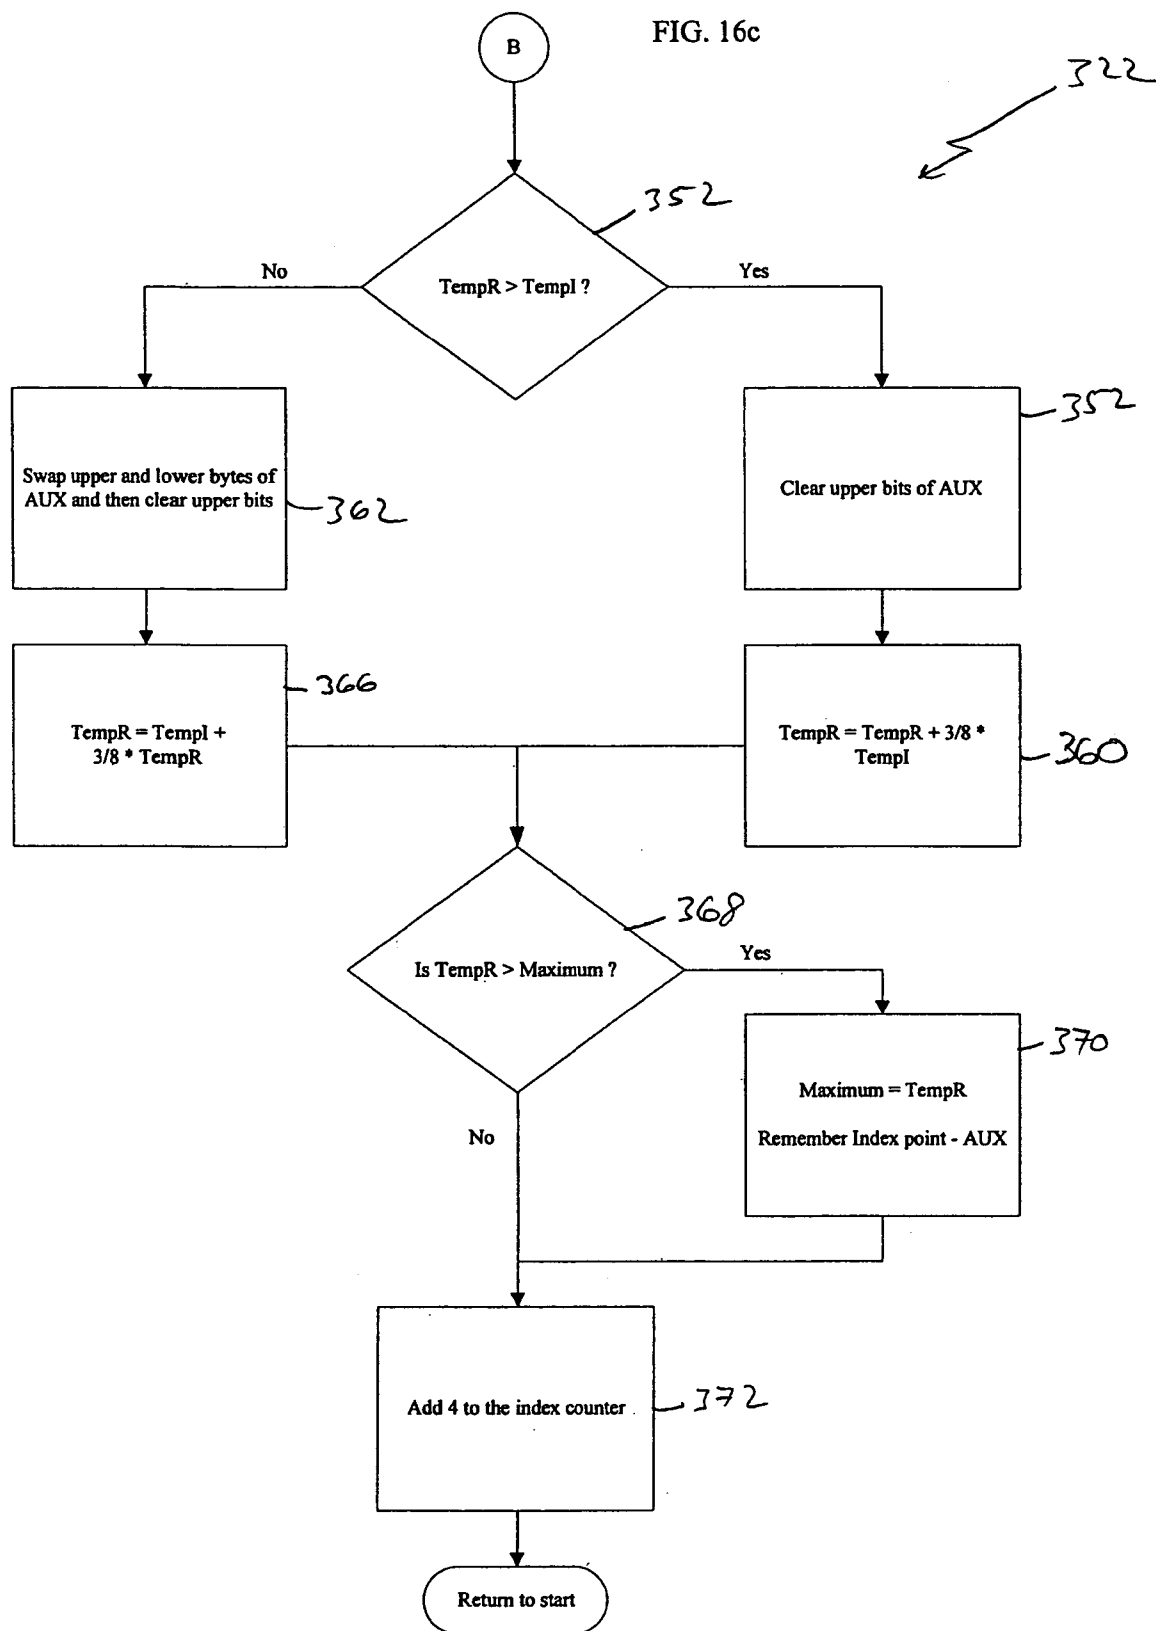 FIG. 16c
B
322
352
TempR > TempI ?
No
Yes
Swap upper and lower bytes of
AUX and then clear upper bits
362
352
Clear upper bits of AUX
366
TempR = TempI +
3/8 * TempR
TempR = TempR + 3/8 *
TempI
360
368
Is TempR > Maximum ?
Yes
370
Maximum = TempR
Remember Index point - AUX
No
Add 4 to the index counter
372
Return to start